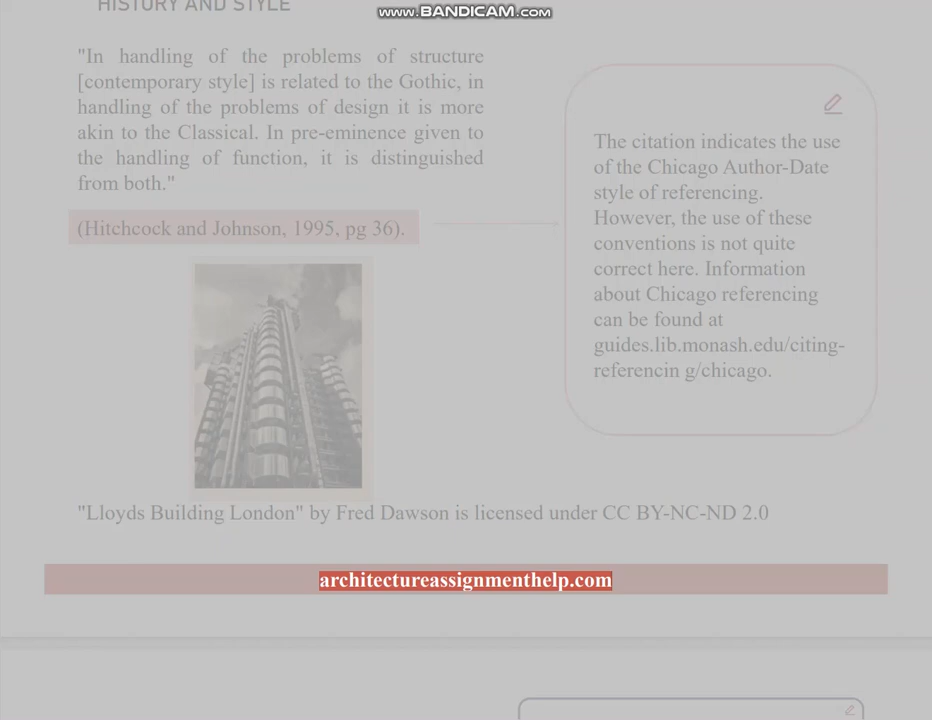 www.BANDICAM.com
HISTORY AND STYLE
"In handling of the problems of structure
[contemporary style] is related to the Gothic, in
handling of the problems of design it is more
akin to the Classical. In pre-eminence given to
the handling of function, it is distinguished
from both."
(Hitchcock and Johnson, 1995, pg 36).
The citation indicates the use
of the Chicago Author-Date
style of referencing.
However, the use of these
conventions is not quite
correct here. Information
about Chicago referencing
can be found at
guides.lib.monash.edu/citing-
referencin g/chicago.
"Lloyds Building London" by Fred Dawson is licensed under CC BY-NC-ND 2.0
architectureassignmenthelp.com